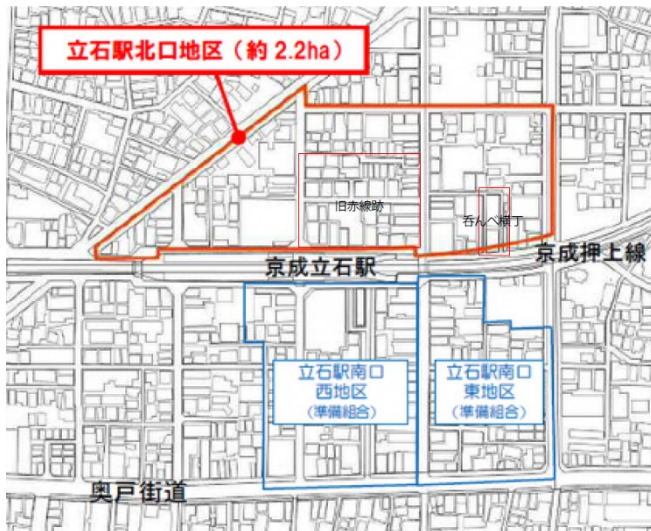 立石駅北口地区（約 2.2ha）
旧赤線跡
呑んべ横丁
京成押上線
京成立石駅
立石駅南口
西地区
（準備組合）
立石駅南口
東地区
（準備組合）
奥戸街道